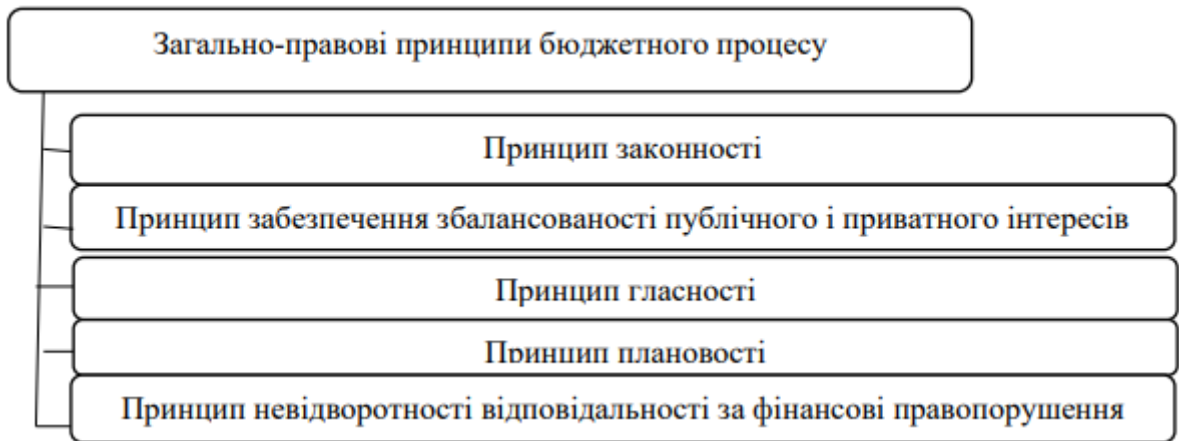 Загально-правові принципи бюджетного процесу
Принцип законності
Принцип забезпечення збалансованості публічного і приватного інтересів
Принцип гласності
Принцип плановості
Принцип невідворотності відповідальності за фінансові правопорушення